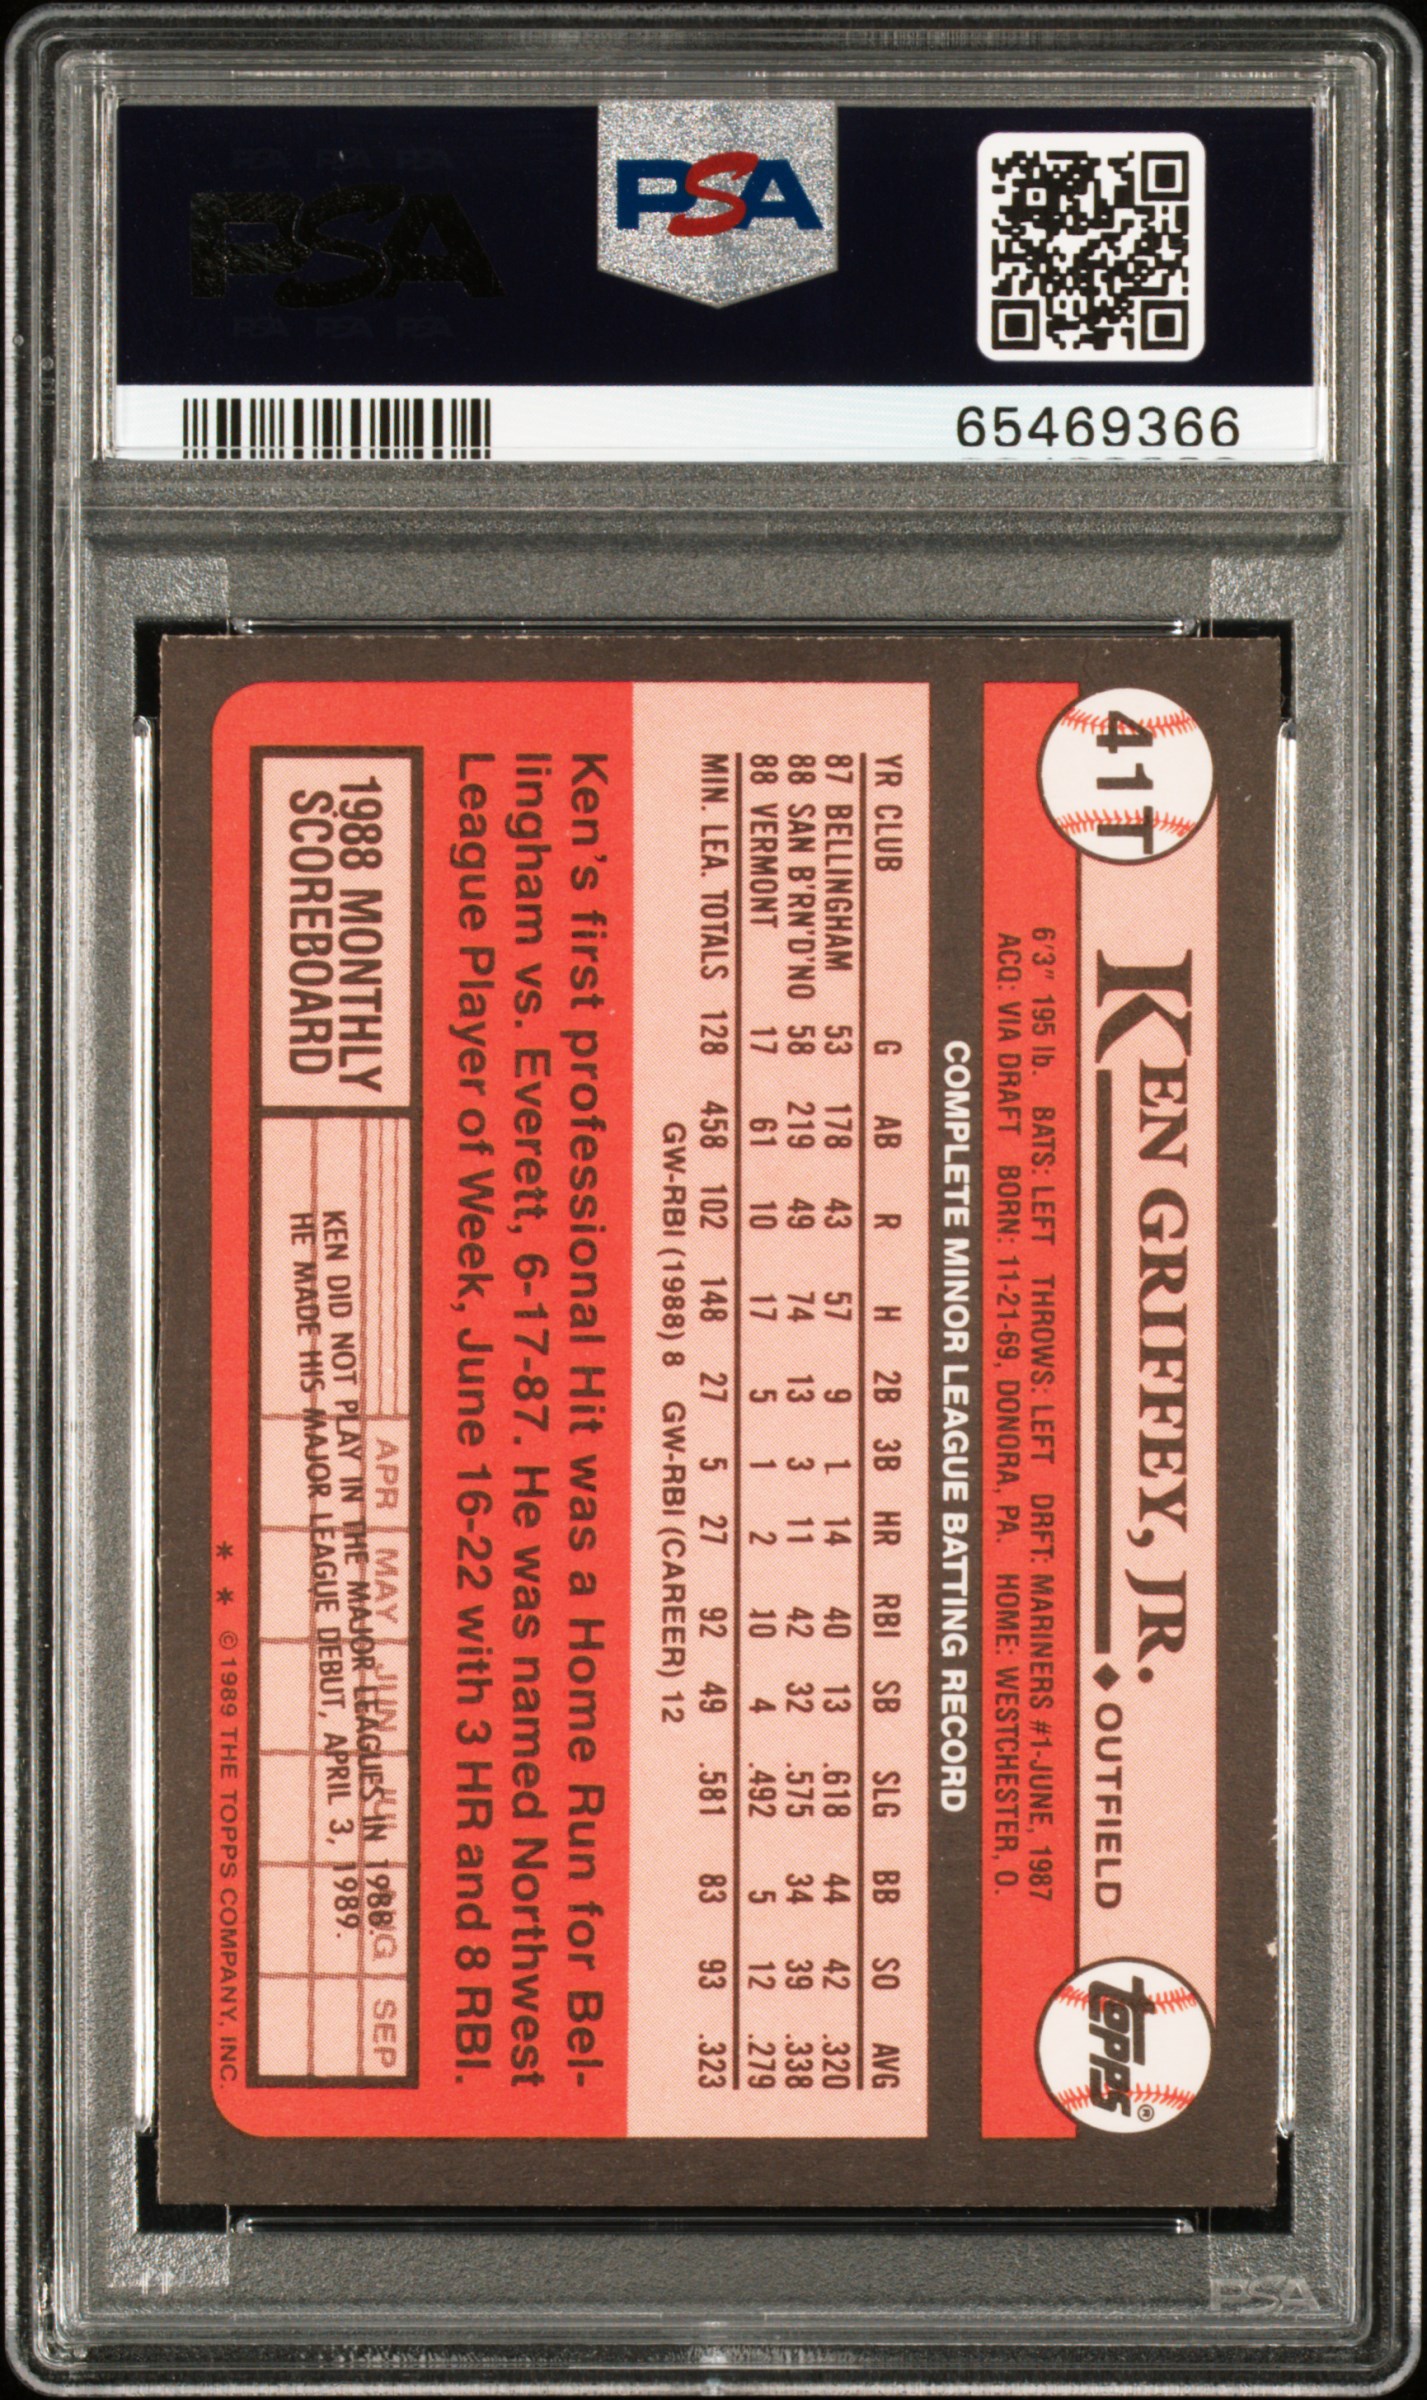 PSA
PSA
65469366
41T
KEN GRIFFEY, JR.
◆OUTFIELD
topps®
6'3" 195 lb. BATS: LEFT THROWS: LEFT DRFT: MARINERS #1-JUNE, 1987
ACQ: VIA DRAFT BORN: 11-21-69, DONORA, PA. HOME: WESTCHESTER, O.
COMPLETE MINOR LEAGUE BATTING RECORD
YR CLUB G AB R H 2B 3B HR RBI SB SLG BB SO AVG
87 BELLINGHAM 53 178 43 57 9 1 14 40 13 .618 44 42 .320
88 SAN B'RN'D'NO 58 219 49 74 13 3 11 42 32 .575 34 39 .338
88 VERMONT 17 61 10 17 5 1 2 10 4 .492 5 12 .279
MIN. LEA. TOTALS 128 458 102 148 27 5 27 92 49 .581 83 93 .323
GW-RBI (1988) 8 GW-RBI (CAREER) 12
Ken's first professional Hit was a Home Run for Bel-
lingham vs. Everett, 6-17-87. He was named Northwest
League Player of Week, June 16-22 with 3 HR and 8 RBI.
1988 MONTHLY
SCOREBOARD
APR MAY JUN JUL AUG SEP
KEN DID NOT PLAY IN THE MAJOR LEAGUES IN 1988.
HE MADE HIS MAJOR LEAGUE DEBUT, APRIL 3, 1989.
* * ©1989 THE TOPPS COMPANY, INC.
PSA